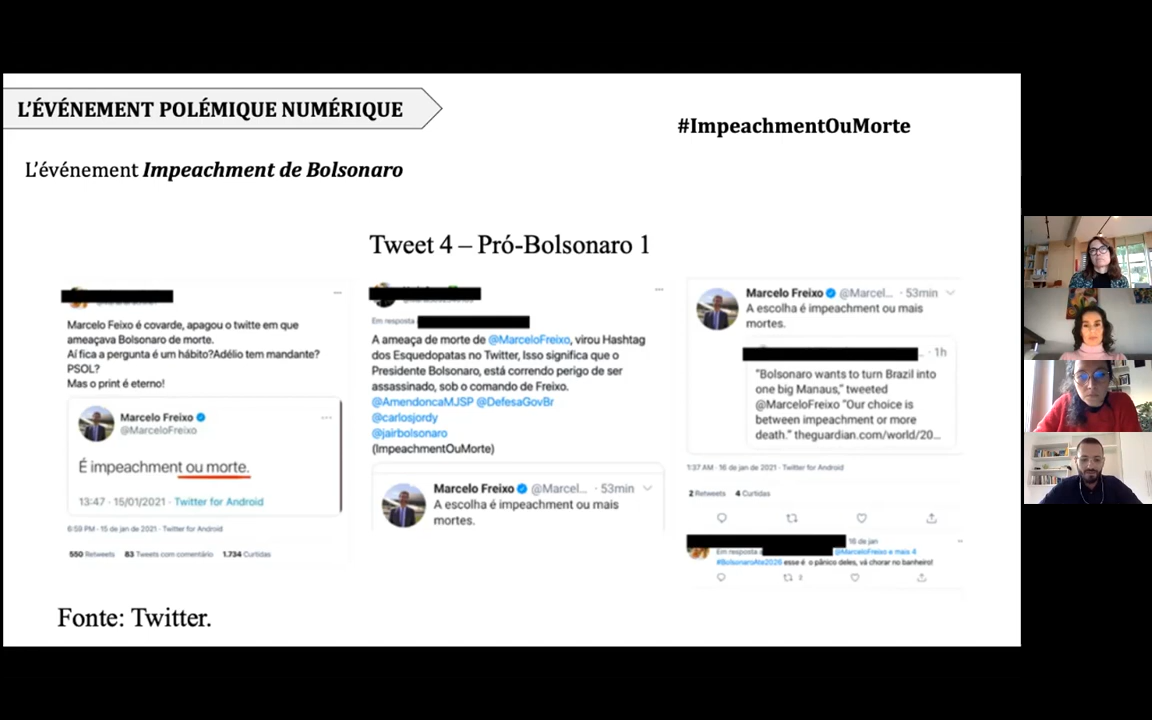 L'ÉVÉNEMENT POLÉMIQUE NUMÉRIQUE
#ImpeachmentOuMorte
L'événement Impeachment de Bolsonaro
Tweet 4 – Pró-Bolsonaro 1
Marcelo Feixo é covarde, apagou o twitte em que
ameaçava Bolsonaro de morte.
Aí fica a pergunta é um hábito?Adélio tem mandante?
PSOL?
Mas o print é eterno!
Marcelo Freixo
@MarceloFreixo
É impeachment ou morte.
13:47 · 15/01/2021 · Twitter for Android
6:59 PM · 15 de jan de 2021 · Twitter for Android
550 Retweets 83 Tweets com comentário 1.734 Curtidas
Em resposta
A ameaça de morte de @MarceloFreixo, virou Hashtag
dos Esquedopatas no Twitter, Isso significa que o
Presidente Bolsonaro, está correndo perigo de ser
assassinado, sob o comando de Freixo.
@AmendoncaMJSP @DefesaGovBr
@carlosjordy
@jairbolsonaro
(ImpeachmentOuMorte)
Marcelo Freixo @Marcel... · 53min
A escolha é impeachment ou mais
mortes.
Marcelo Freixo @Marcel... · 53min
A escolha é impeachment ou mais
mortes.
· 1h
"Bolsonaro wants to turn Brazil into
one big Manaus," tweeted
@MarceloFreixo "Our choice is
between impeachment or more
death." theguardian.com/world/20...
1:37 AM · 16 de jan de 2021 · Twitter for Android
2 Retweets 4 Curtidas
16 de jan
Em resposta a @MarceloFreixo e mais 4
#BolsonaroAte2026 esse é o pânico deles, vá chorar no banheiro!
2
Fonte: Twitter.